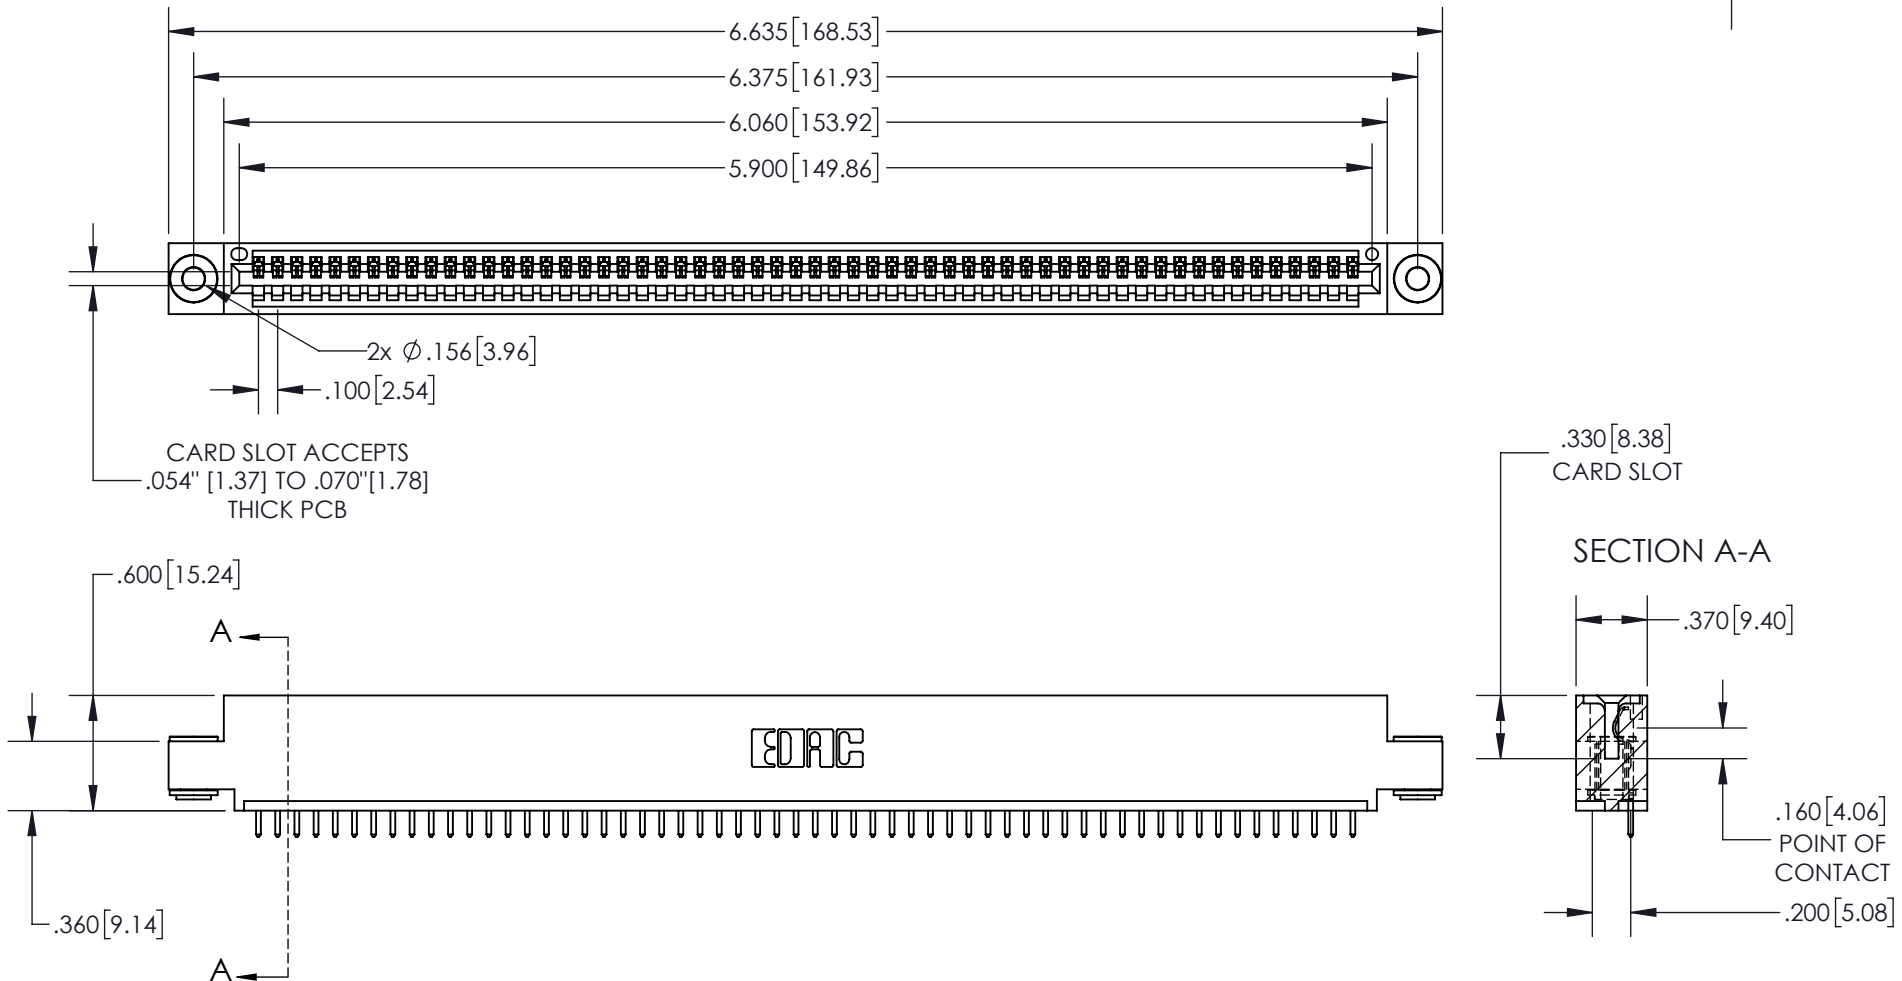 6.635[168.53]
6.375[161.93]
6.060[153.92]
5.900[149.86]
2x Ø.156[3.96]
.100[2.54]
CARD SLOT ACCEPTS
.054" [1.37] TO .070"[1.78]
THICK PCB
.330[8.38]
CARD SLOT
SECTION A-A
.600[15.24]
.370[9.40]
A
EDAC
.160[4.06]
POINT OF
CONTACT
.360[9.14]
.200[5.08]
A